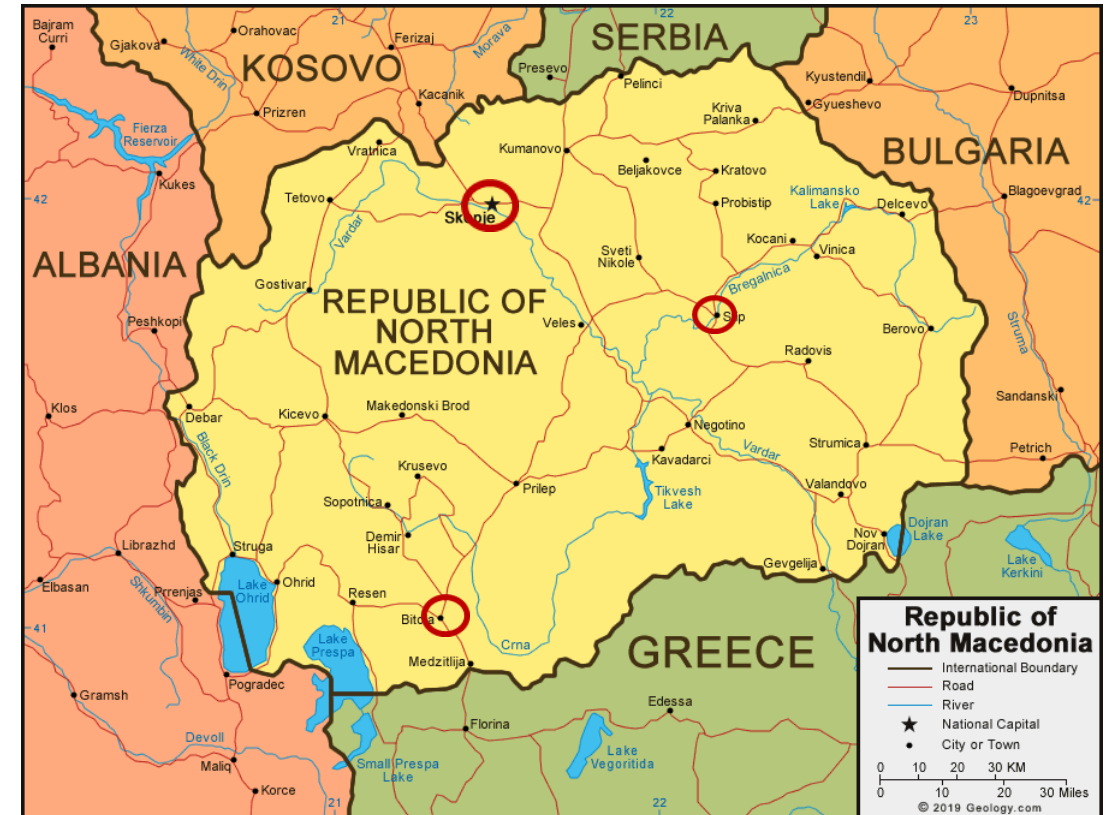 Bajram
Curri
Gjakova
Orahovac
21
Ferizaj
Morava
SERBIA
22
23
KOSOVO
White Drin
Presevo
Pelinci
Kyustendil
Dupnitsa
Kacanik
Prizren
Kriva
Palanka
Gyueshevo
Fierza
Reservoir
Vratnica
Kumanovo
BULGARIA
Kukes
Beljakovce
Kratovo
42
Tetovo
Skopje
Probistip
Kalimansko
Lake
Delcevo
Blagoevgrad
42
Vardar
Kocani
Vinica
ALBANIA
Sveti
Nikole
Bregalnica
Gostivar
REPUBLIC OF
NORTH
MACEDONIA
Peshkopi
Veles
Berovo
Struma
Radovis
Klos
Debar
Kicevo
Makedonski Brod
Sandanski
Negotino
Black Drin
Vardar
Strumica
Petrich
Krusevo
Kavadarci
Sopotnica
Prilep
Tikvesh
Lake
Valandovo
Demir
Hisar
Nov
Dojran
Dojran
Lake
Librazhd
Struga
Gevgelija
Lake
Kerkini
Elbasan
Prrenjas
Lake
Ohrid
Ohrid
Resen
Shkumbin
Bitola
41
Lake
Prespa
Crna
GREECE
Medzitlija
Pogradec
Gramsh
Edessa
Florina
Devoll
Maliq
Small Prespa
Lake
Lake
Vegoritida
Korce
21
22
Republic of
North Macedonia
International Boundary
Road
River
National Capital
City or Town
0 10 20 30 KM
0 10 20 30 Miles
© 2019 Geology.com